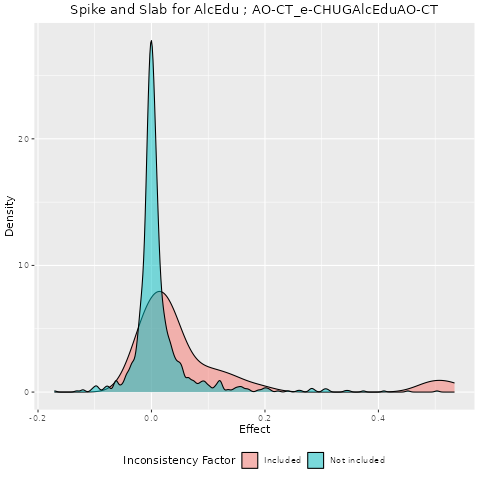 Spike and Slab for AlcEdu ; AO-CT_e-CHUGAlcEduAO-CT
Density
20
10
0
-0.2 0.0 0.2 0.4
Effect
Inconsistency Factor Included Not included